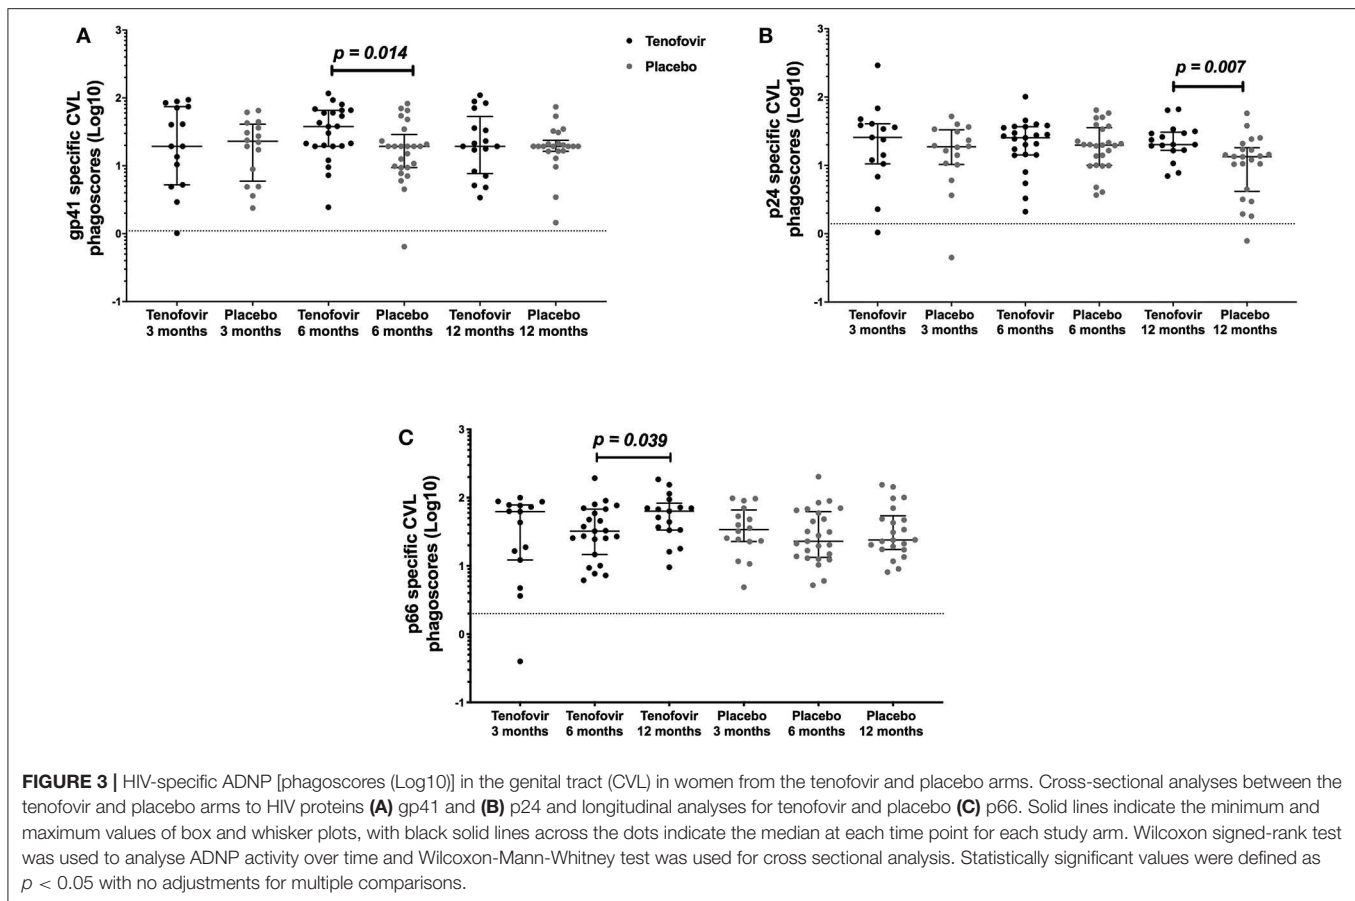 A
gp41 specific CVL
phagoscores (Log10)
3
2
1
0
-1
p = 0.014
Tenofovir
3 months
Placebo
3 months
Tenofovir
6 months
Placebo
6 months
Tenofovir
12 months
Placebo
12 months
Tenofovir
Placebo
B
p24 specific CVL
phagoscores (Log10)
3
2
1
0
-1
p = 0.007
Tenofovir
3 months
Placebo
3 months
Tenofovir
6 months
Placebo
6 months
Tenofovir
12 months
Placebo
12 months
C
p66 specific CVL
phagoscores (Log10)
3
2
1
0
-1
p = 0.039
Tenofovir
3 months
Tenofovir
6 months
Tenofovir
12 months
Placebo
3 months
Placebo
6 months
Placebo
12 months
FIGURE 3 | HIV-specific ADNP [phagoscores (Log10)] in the genital tract (CVL) in women from the tenofovir and placebo arms. Cross-sectional analyses between the
tenofovir and placebo arms to HIV proteins (A) gp41 and (B) p24 and longitudinal analyses for tenofovir and placebo (C) p66. Solid lines indicate the minimum and
maximum values of box and whisker plots, with black solid lines across the dots indicate the median at each time point for each study arm. Wilcoxon signed-rank test
was used to analyse ADNP activity over time and Wilcoxon-Mann-Whitney test was used for cross sectional analysis. Statistically significant values were defined as
p < 0.05 with no adjustments for multiple comparisons.